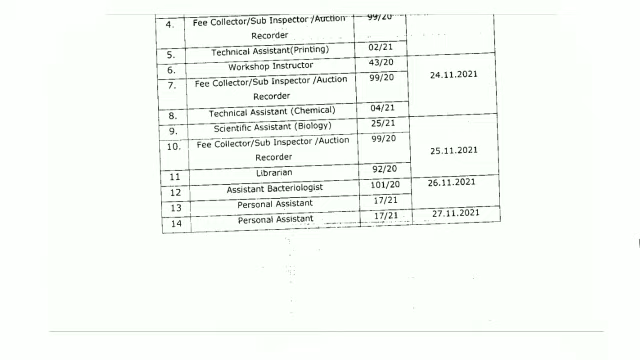 4. Fee Collector/Sub Inspector /Auction Recorder 99/20
5. Technical Assistant(Printing) 02/21
6. Workshop Instructor 43/20
7. Fee Collector/Sub Inspector /Auction Recorder 99/20 24.11.2021
8. Technical Assistant (Chemical) 04/21
9. Scientific Assistant (Biology) 25/21
10. Fee Collector/Sub Inspector /Auction Recorder 99/20 25.11.2021
11 Librarian 92/20
12 Assistant Bacteriologist 101/20 26.11.2021
13 Personal Assistant 17/21
14 Personal Assistant 17/21 27.11.2021